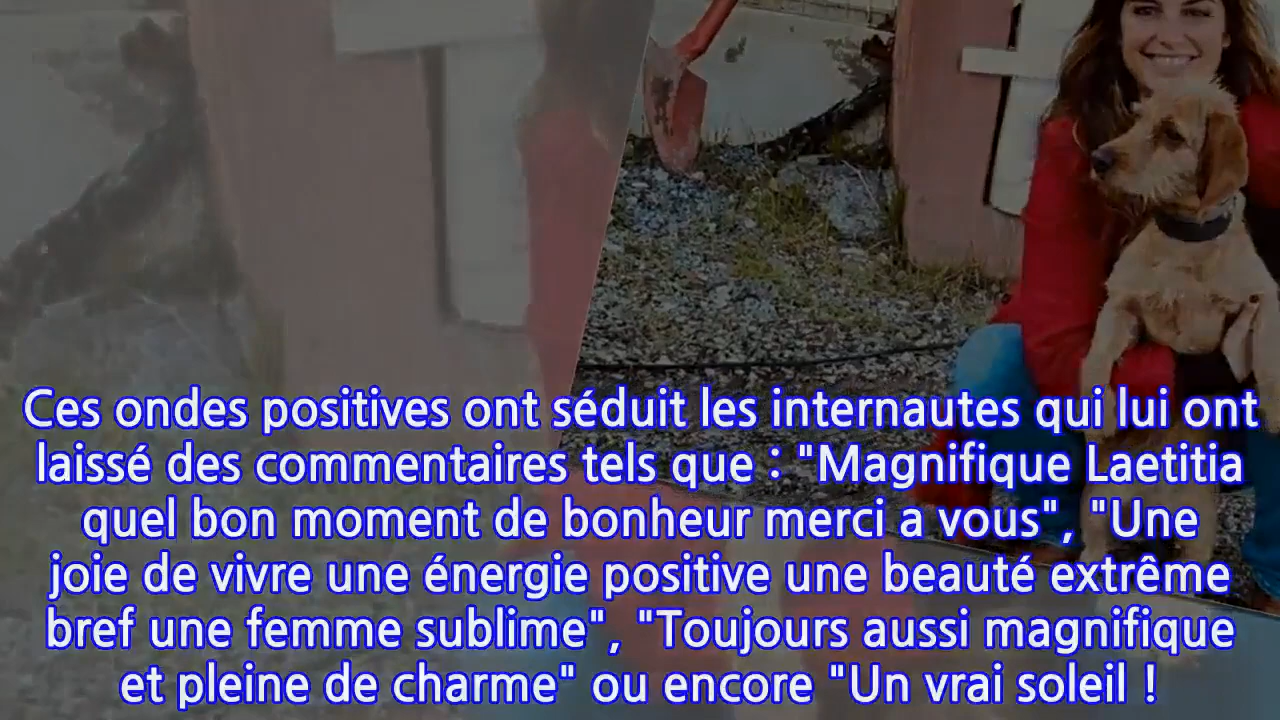 Ces ondes positives ont séduit les internautes qui lui ont
laissé des commentaires tels que : "Magnifique Laetitia
quel bon moment de bonheur merci a vous", "Une
joie de vivre une énergie positive une beauté extrême
bref une femme sublime", "Toujours aussi magnifique
et pleine de charme" ou encore "Un vrai soleil !